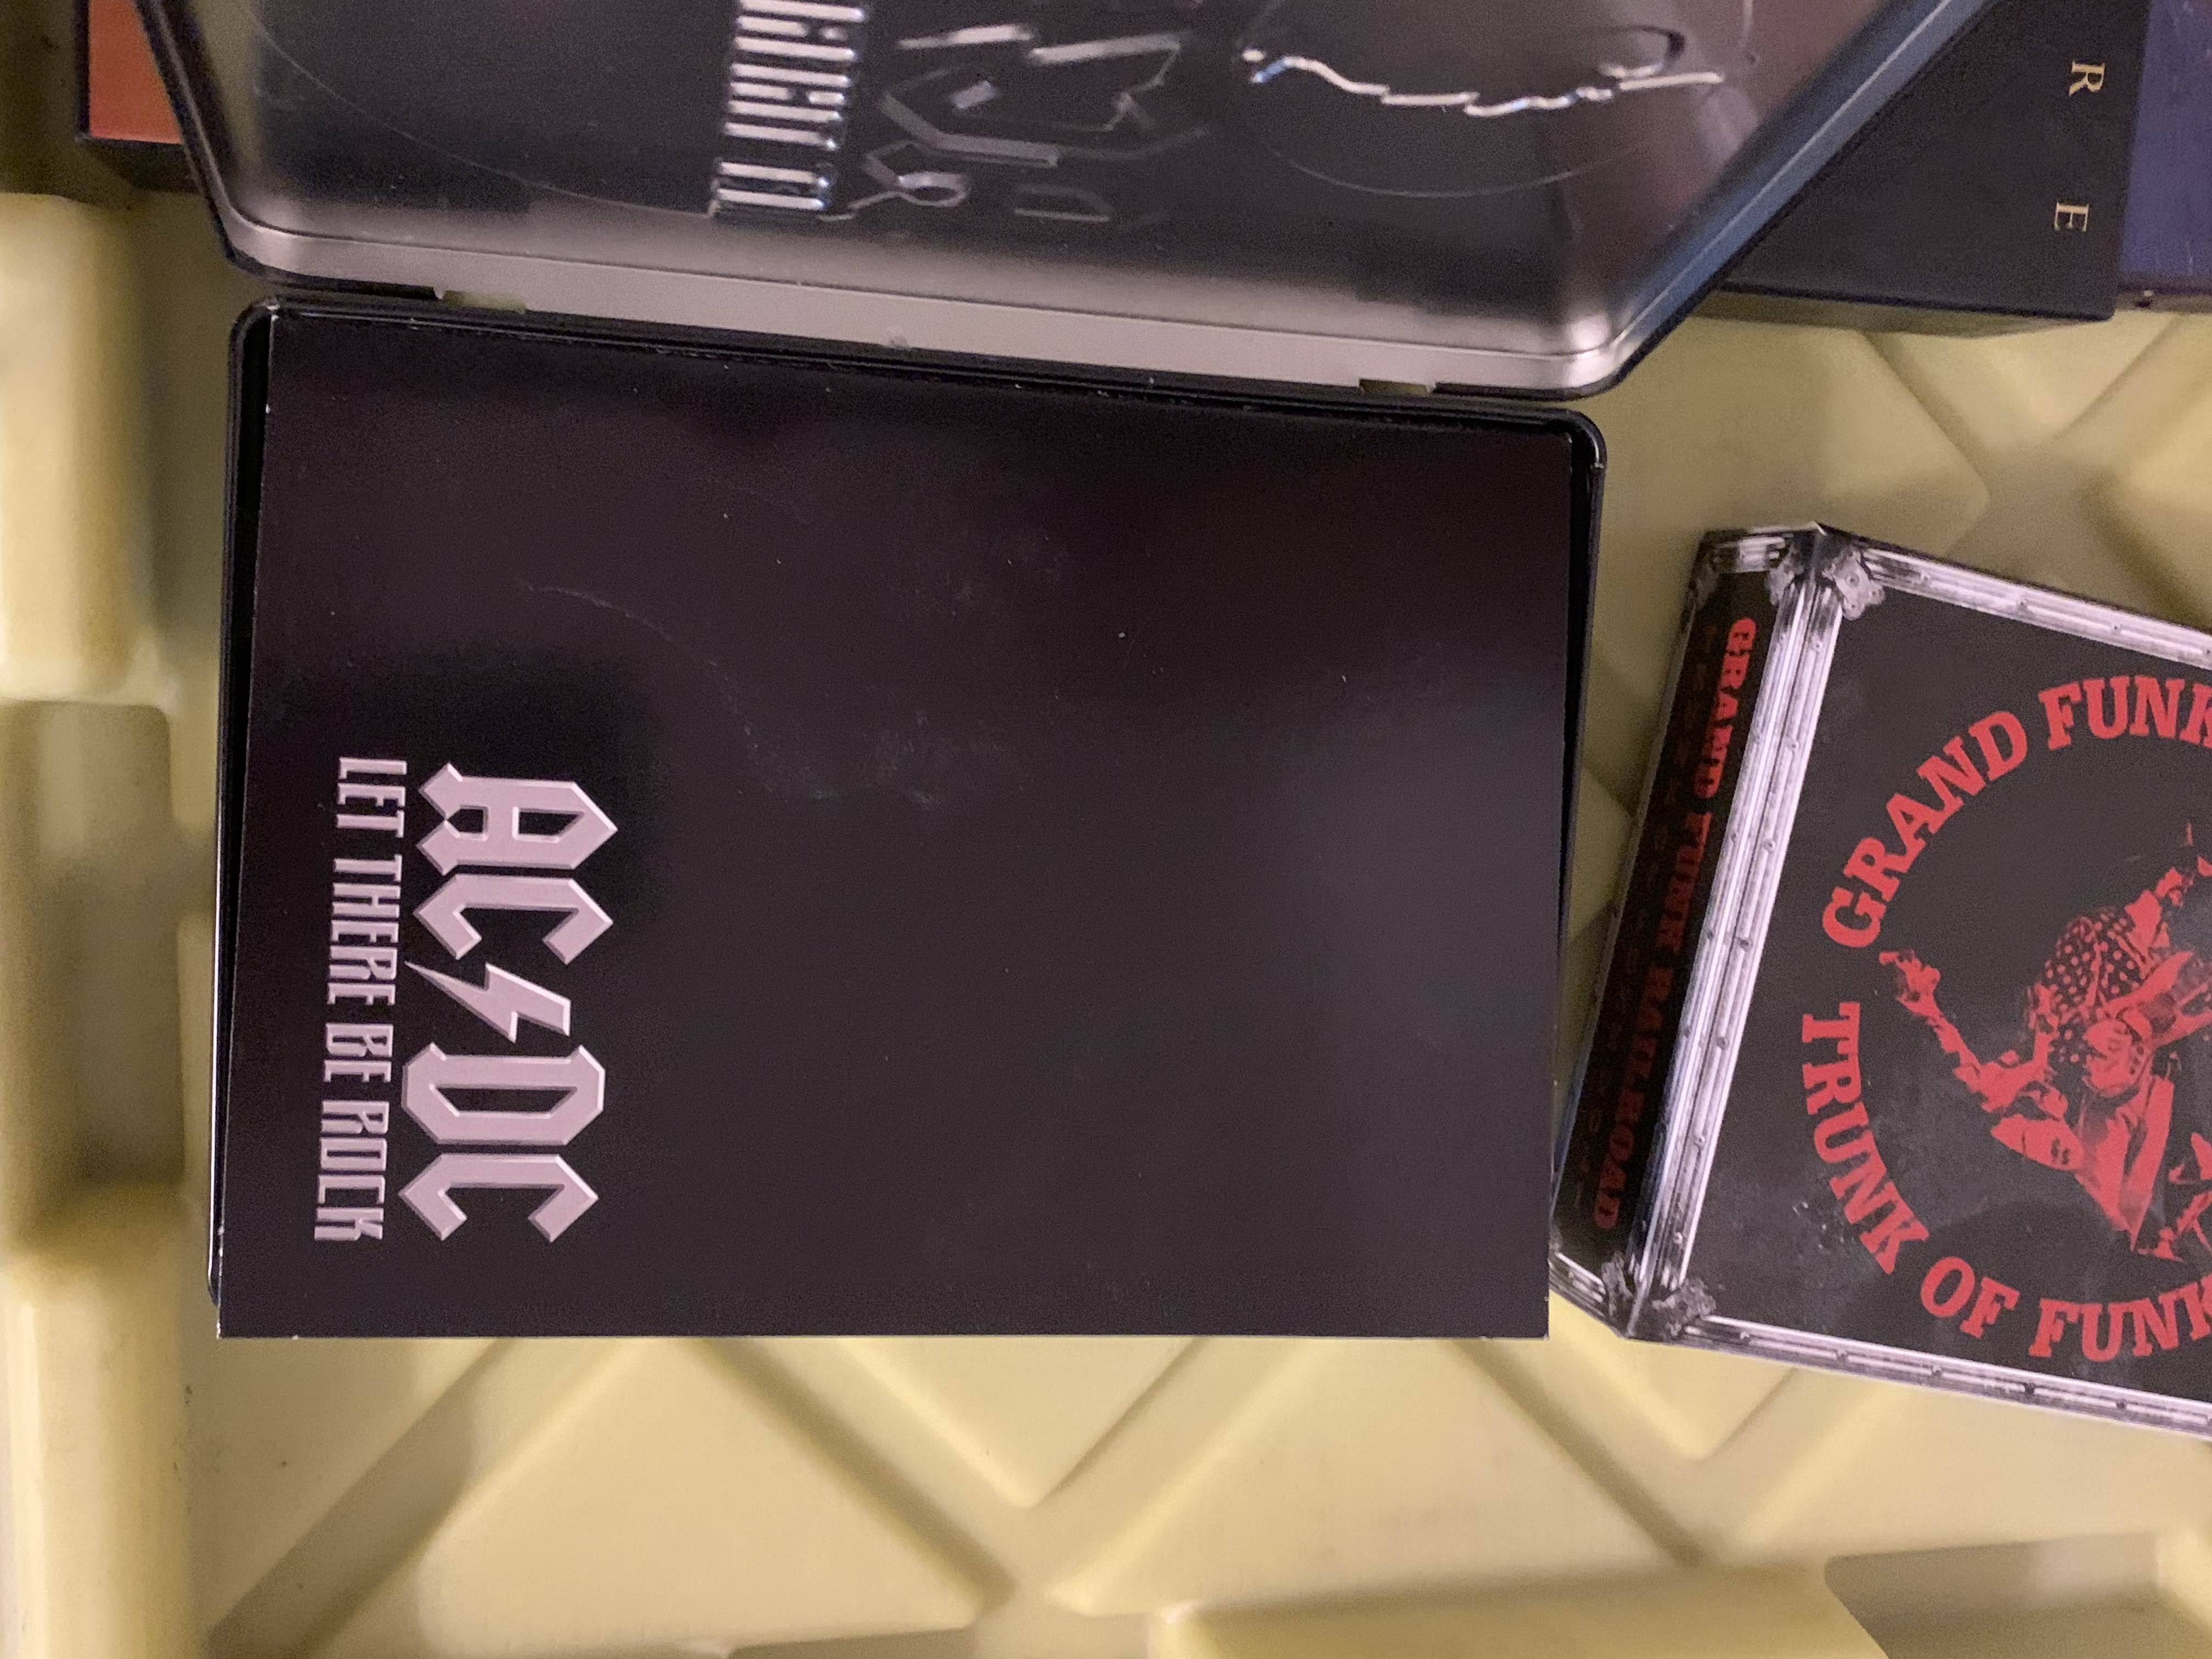 AC⚡DC
LET THERE BE ROCK
GRAND FUNK RAILROAD
GRAND FUNK
TRUNK OF FUNK
R E